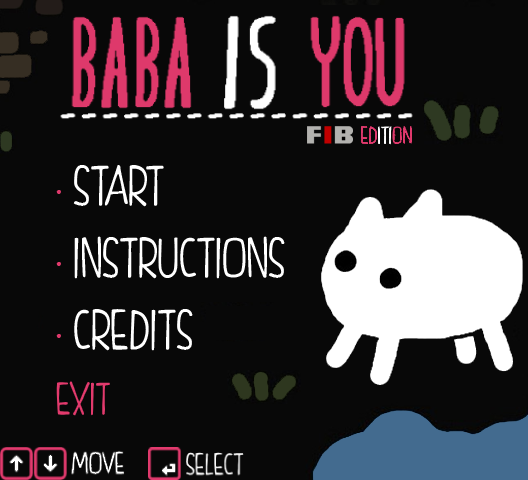 BABA IS YOU
FIB EDITION
· START
· INSTRUCTIONS
· CREDITS
EXIT
↑ ↓ MOVE ↵ SELECT